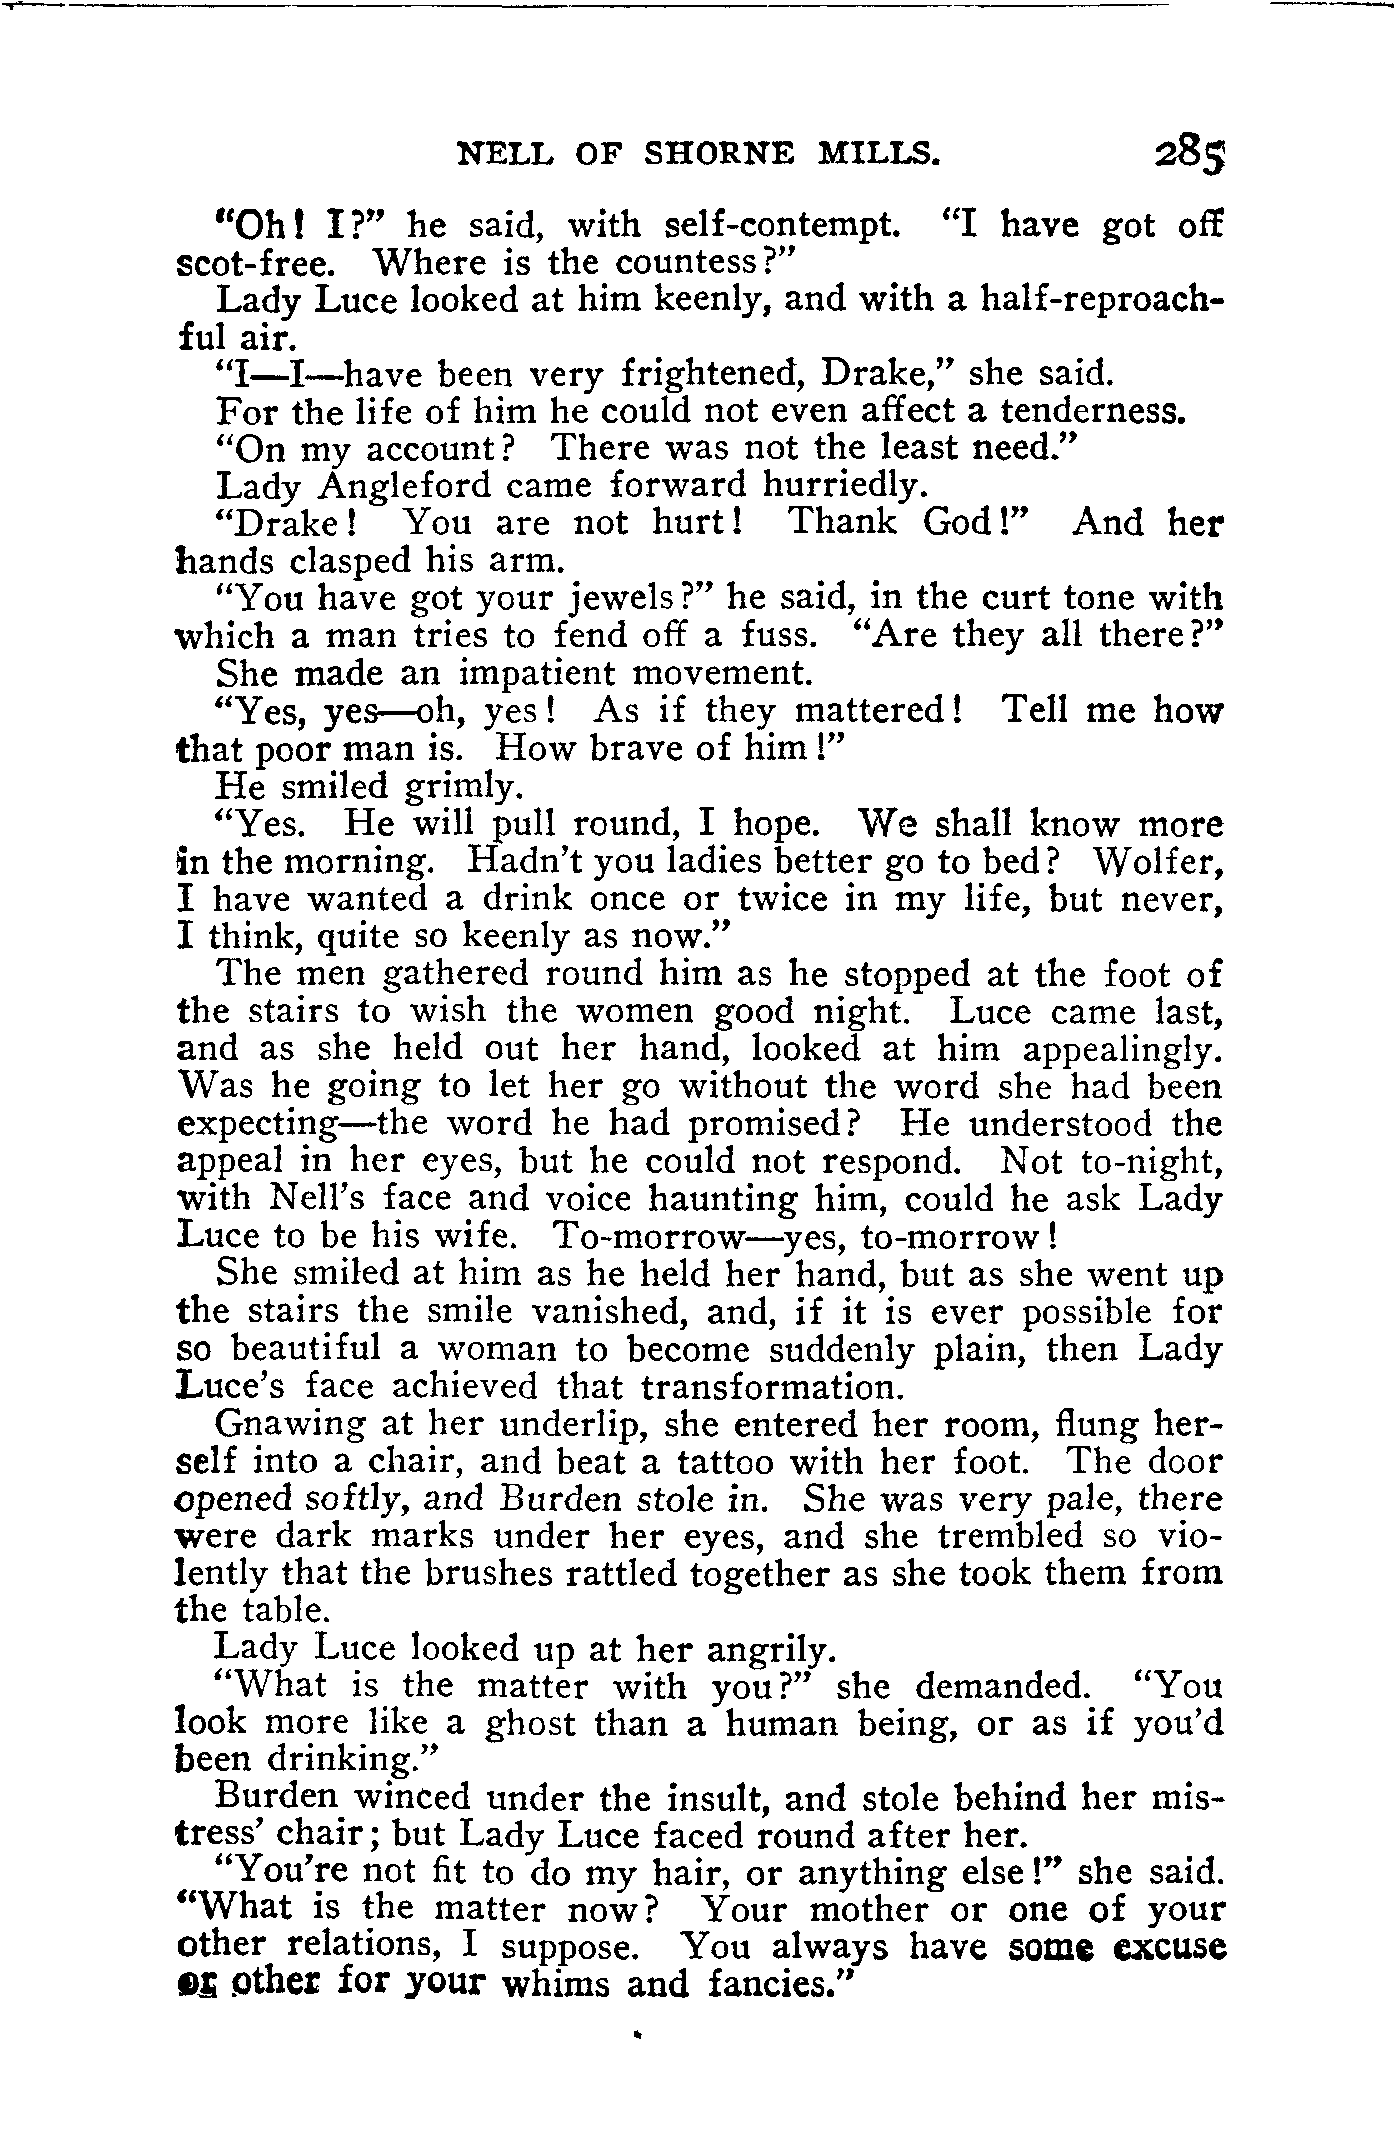 NELL OF SHORNE MILLS. 285
"Oh! I?" he said, with self-contempt. "I have got off
scot-free. Where is the countess?"
Lady Luce looked at him keenly, and with a half-reproach-
ful air.
"I—I—have been very frightened, Drake," she said.
For the life of him he could not even affect a tenderness.
"On my account? There was not the least need."
Lady Angleford came forward hurriedly.
"Drake! You are not hurt! Thank God!" And her
hands clasped his arm.
"You have got your jewels?" he said, in the curt tone with
which a man tries to fend off a fuss. "Are they all there?"
She made an impatient movement.
"Yes, yes—oh, yes! As if they mattered! Tell me how
that poor man is. How brave of him!"
He smiled grimly.
"Yes. He will pull round, I hope. We shall know more
in the morning. Hadn't you ladies better go to bed? Wolfer,
I have wanted a drink once or twice in my life, but never,
I think, quite so keenly as now."
The men gathered round him as he stopped at the foot of
the stairs to wish the women good night. Luce came last,
and as she held out her hand, looked at him appealingly.
Was he going to let her go without the word she had been
expecting—the word he had promised? He understood the
appeal in her eyes, but he could not respond. Not to-night,
with Nell's face and voice haunting him, could he ask Lady
Luce to be his wife. To-morrow—yes, to-morrow!
She smiled at him as he held her hand, but as she went up
the stairs the smile vanished, and, if it is ever possible for
so beautiful a woman to become suddenly plain, then Lady
Luce's face achieved that transformation.
Gnawing at her underlip, she entered her room, flung her-
self into a chair, and beat a tattoo with her foot. The door
opened softly, and Burden stole in. She was very pale, there
were dark marks under her eyes, and she trembled so vio-
lently that the brushes rattled together as she took them from
the table.
Lady Luce looked up at her angrily.
"What is the matter with you?" she demanded. "You
look more like a ghost than a human being, or as if you'd
been drinking."
Burden winced under the insult, and stole behind her mis-
tress' chair; but Lady Luce faced round after her.
"You're not fit to do my hair, or anything else!" she said.
"What is the matter now? Your mother or one of your
other relations, I suppose. You always have some excuse
or other for your whims and fancies."